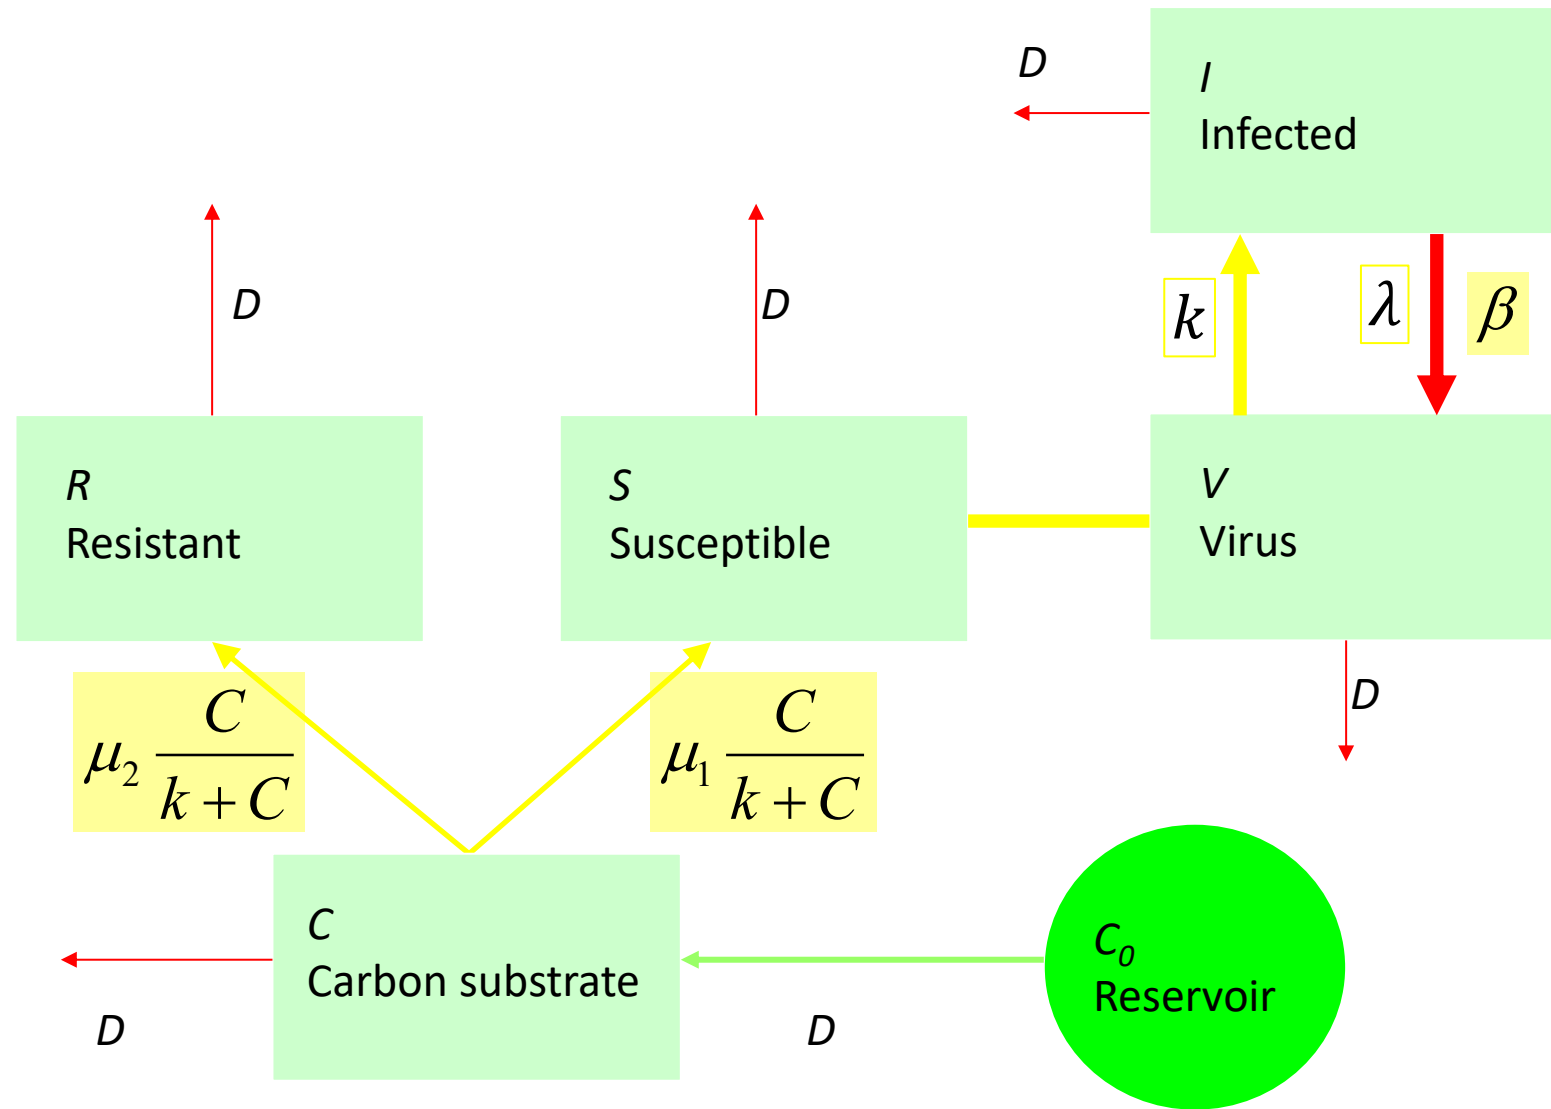 D
I
Infected
D
D
k
λ
β
R
Resistant
S
Susceptible
V
Virus
D
μ₂ C/(k + C)
μ₁ C/(k + C)
C
Carbon substrate
C₀
Reservoir
D
D